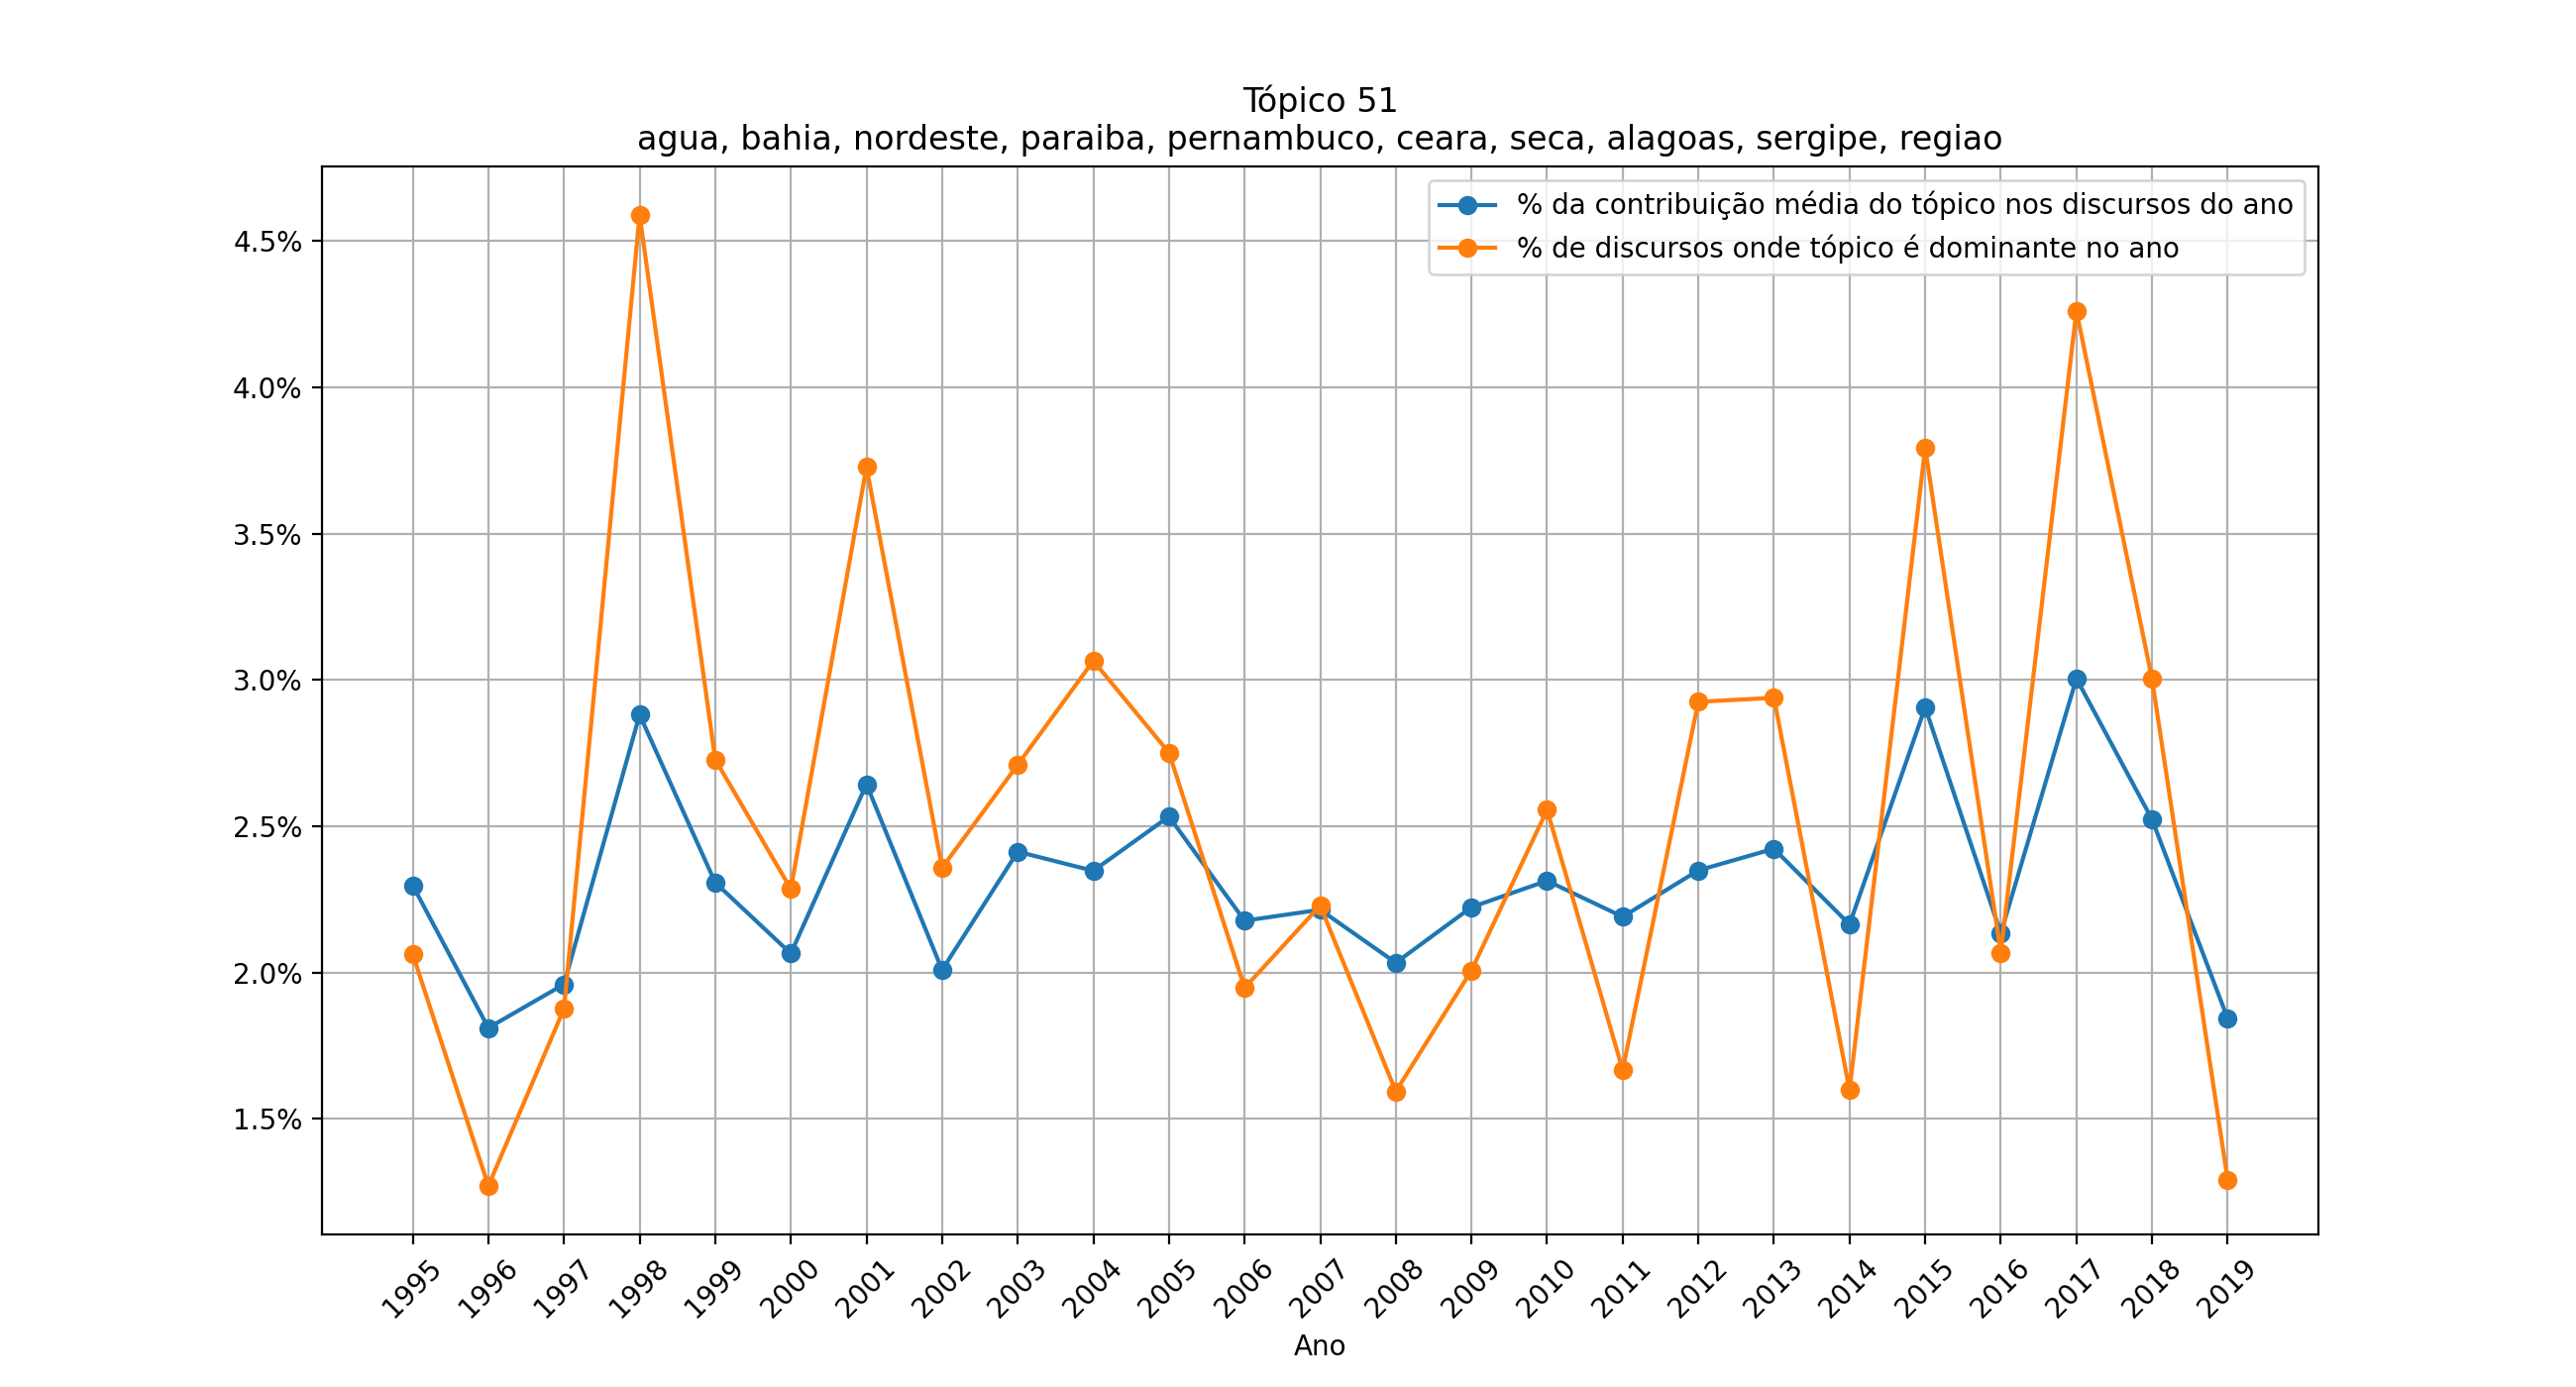 Tópico 51
agua, bahia, nordeste, paraiba, pernambuco, ceara, seca, alagoas, sergipe, regiao
% da contribuição média do tópico nos discursos do ano
% de discursos onde tópico é dominante no ano
4.5%
4.0%
3.5%
3.0%
2.5%
2.0%
1.5%
1995 1996 1997 1998 1999 2000 2001 2002 2003 2004 2005 2006 2007 2008 2009 2010 2011 2012 2013 2014 2015 2016 2017 2018 2019
Ano